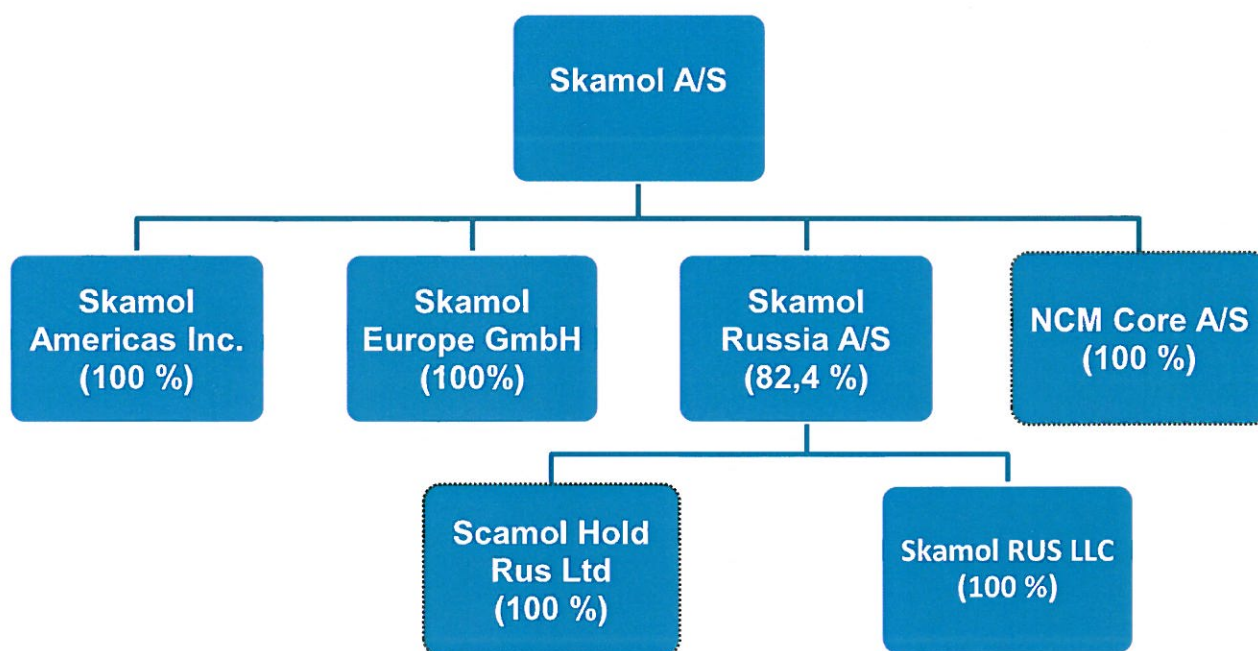 Skamol A/S
Skamol
Americas Inc.
(100 %)
Skamol
Europe GmbH
(100%)
Skamol
Russia A/S
(82,4 %)
NCM Core A/S
(100 %)
Scamol Hold
Rus Ltd
(100 %)
Skamol RUS LLC
(100 %)